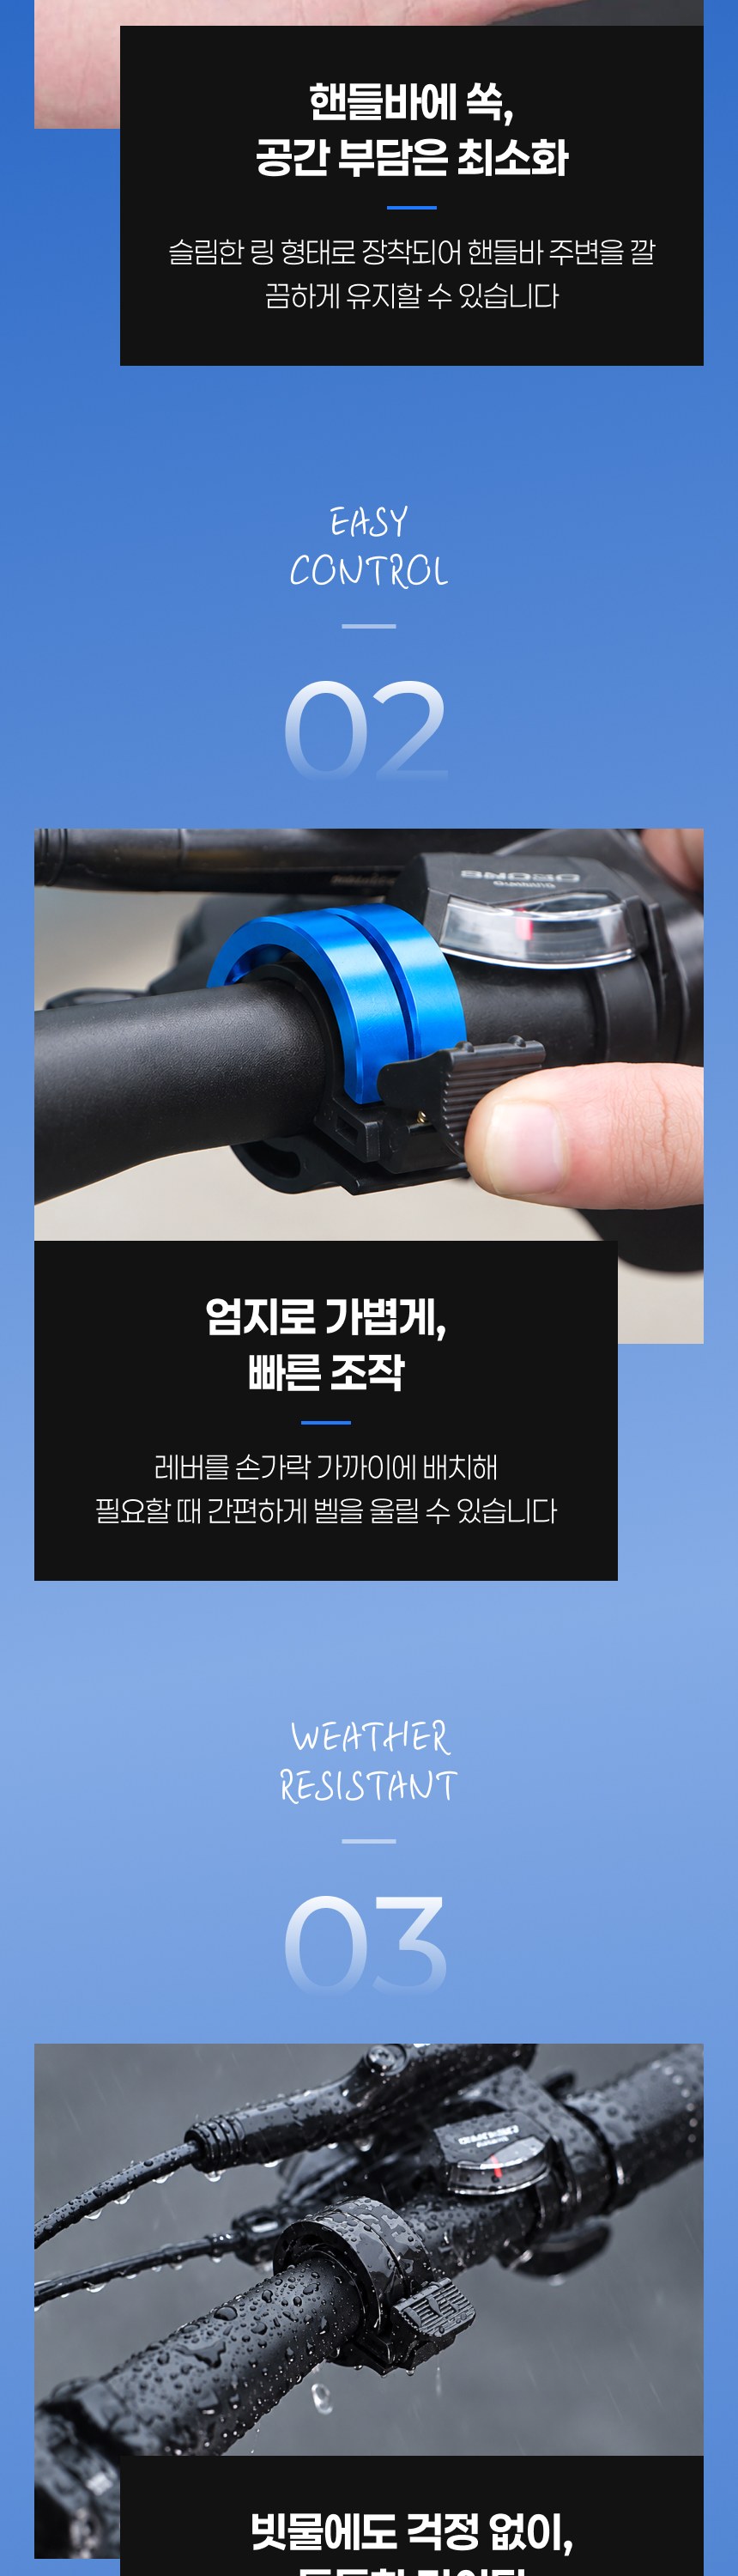 핸들바에 쏙,
공간 부담은 최소화
슬림한 링 형태로 장착되어 핸들바 주변을 깔
끔하게 유지할 수 있습니다
EASY
CONTROL
02
엄지로 가볍게,
빠른 조작
레버를 손가락 가까이에 배치해
필요할 때 간편하게 벨을 울릴 수 있습니다
WEATHER
RESISTANT
03
빗물에도 걱정 없이,